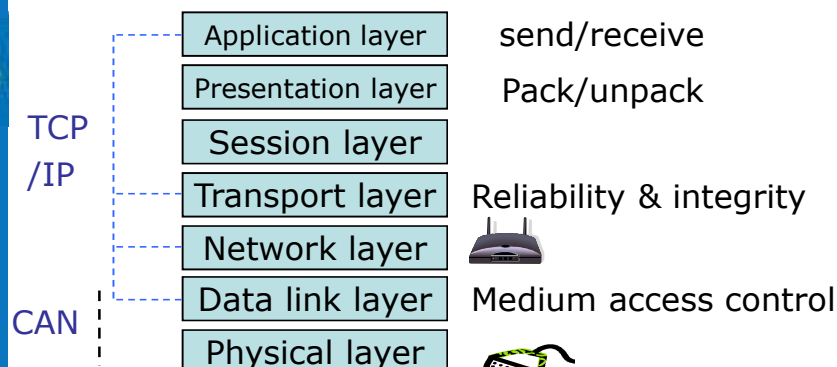 Application layer send/receive
Presentation layer Pack/unpack
TCP
/IP
Session layer
Transport layer Reliability & integrity
Network layer
Data link layer Medium access control
CAN
Physical layer